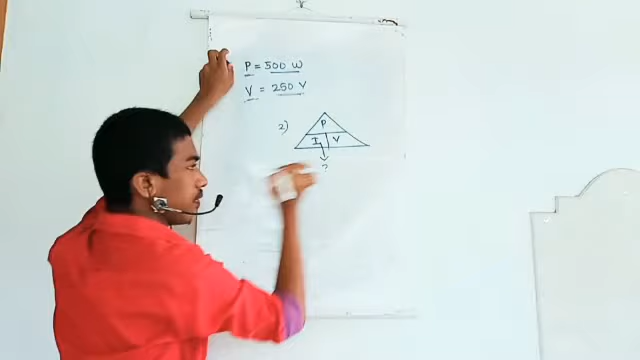 P = 500 W
V = 250 V
2)
P
I V
?